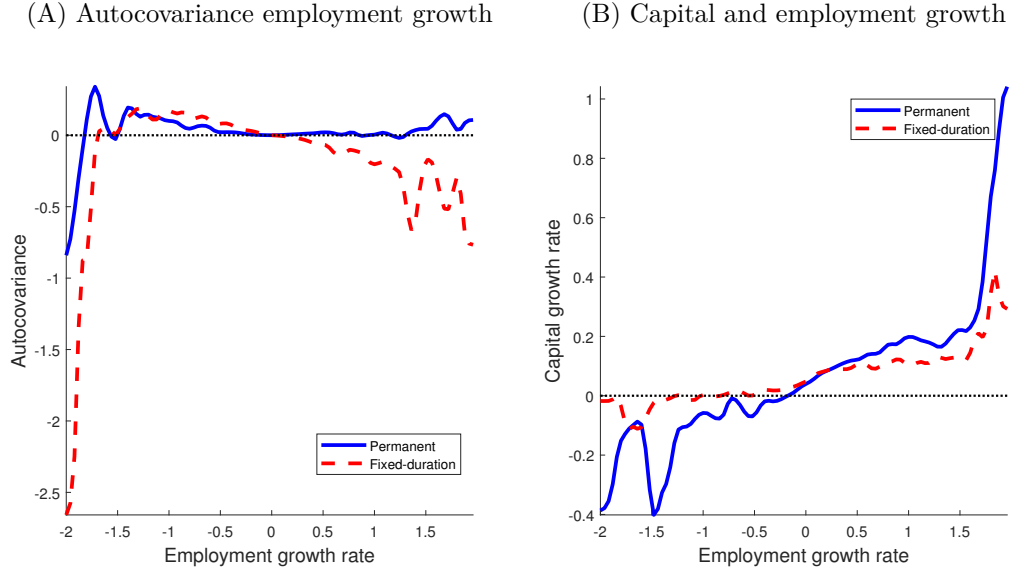 (A) Autocovariance employment growth
0
-0.5
-1
-1.5
-2
-2.5
Autocovariance
Permanent
Fixed-duration
-2 -1.5 -1 -0.5 0 0.5 1 1.5
Employment growth rate
(B) Capital and employment growth
1
0.8
0.6
0.4
0.2
0
-0.2
-0.4
Capital growth rate
Permanent
Fixed-duration
-2 -1.5 -1 -0.5 0 0.5 1 1.5
Employment growth rate